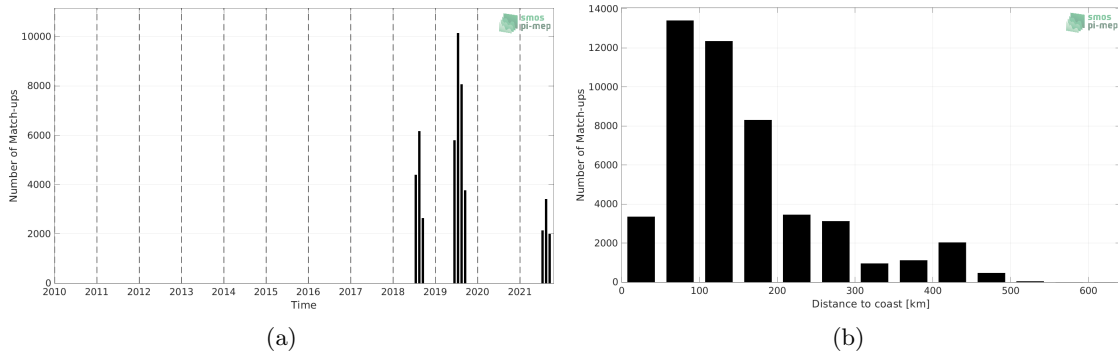 smos
pi-mep
10000
8000
6000
4000
2000
0
Number of Match-ups
2010 2011 2012 2013 2014 2015 2016 2017 2018 2019 2020 2021
Time
(a)
smos
pi-mep
14000
12000
10000
8000
6000
4000
2000
0
Number of Match-ups
0 100 200 300 400 500 600
Distance to coast [km]
(b)